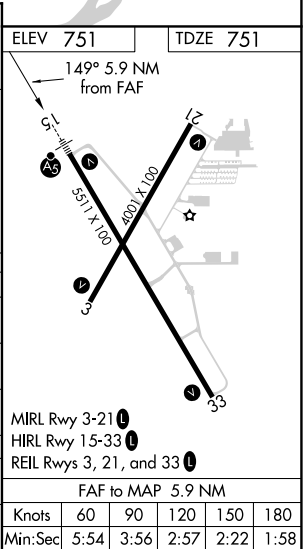 ELEV 751 TDZE 751
149° 5.9 NM
from FAF
15
21
A5
V
V
5511 X 100
4001 X 100
V
3
V
33
MIRL Rwy 3-21 L
HIRL Rwy 15-33 L
REIL Rwys 3, 21, and 33 L
FAF to MAP 5.9 NM
Knots 60 90 120 150 180
Min:Sec 5:54 3:56 2:57 2:22 1:58